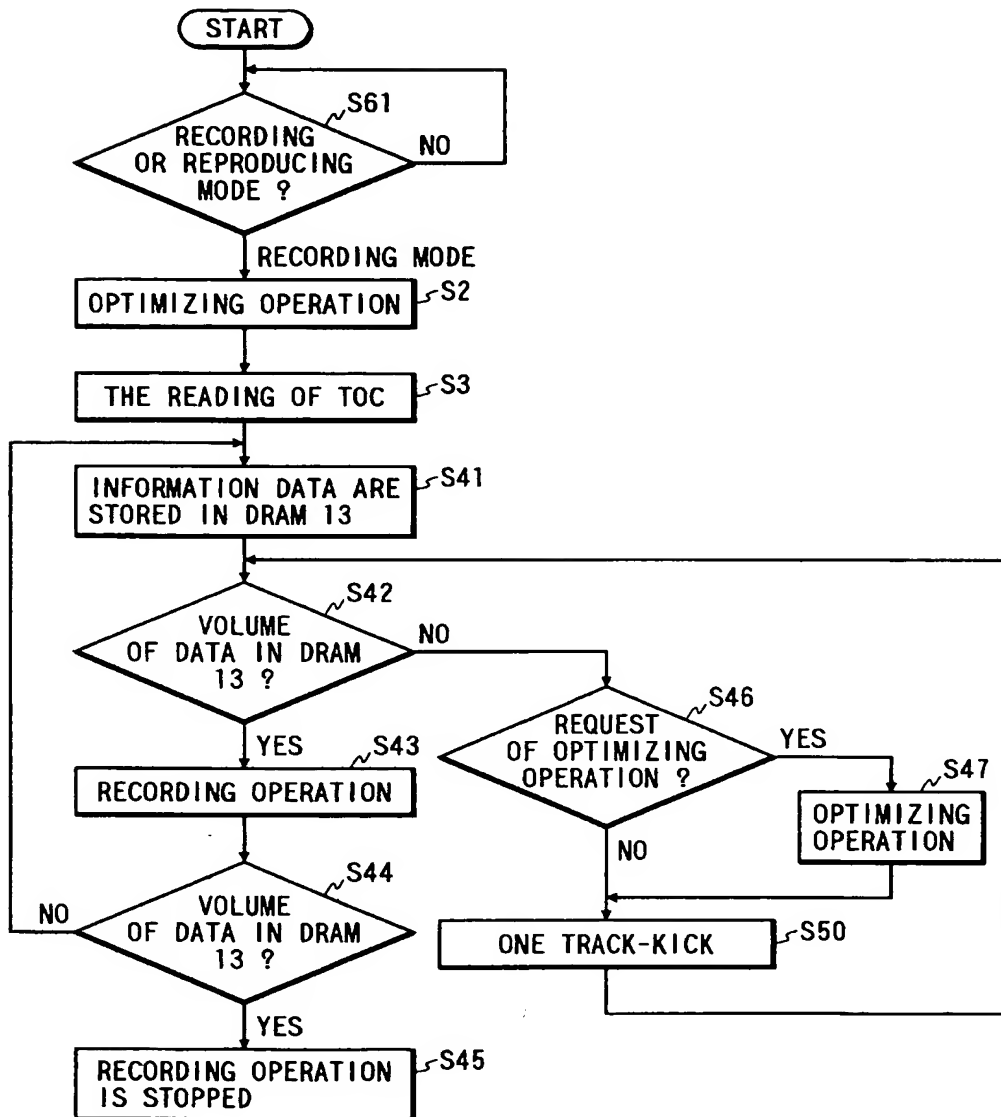 START
S61
RECORDING
OR REPRODUCING
MODE ?
NO
RECORDING MODE
OPTIMIZING OPERATION
S2
THE READING OF TOC
S3
INFORMATION DATA ARE
STORED IN DRAM 13
S41
S42
VOLUME
OF DATA IN DRAM
13 ?
NO
YES
S46
REQUEST
OF OPTIMIZING
OPERATION ?
YES
NO
S47
OPTIMIZING
OPERATION
S43
RECORDING OPERATION
S44
VOLUME
OF DATA IN DRAM
13 ?
NO
YES
ONE TRACK-KICK
S50
RECORDING OPERATION
IS STOPPED
S45